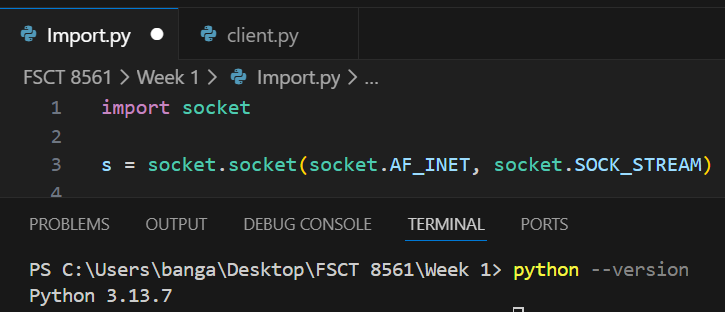 Import.py client.py
FSCT 8561 > Week 1 > Import.py > ...
1 import socket
2
3 s = socket.socket(socket.AF_INET, socket.SOCK_STREAM)
4
PROBLEMS OUTPUT DEBUG CONSOLE TERMINAL PORTS
PS C:\Users\banga\Desktop\FSCT 8561\Week 1> python --version
Python 3.13.7